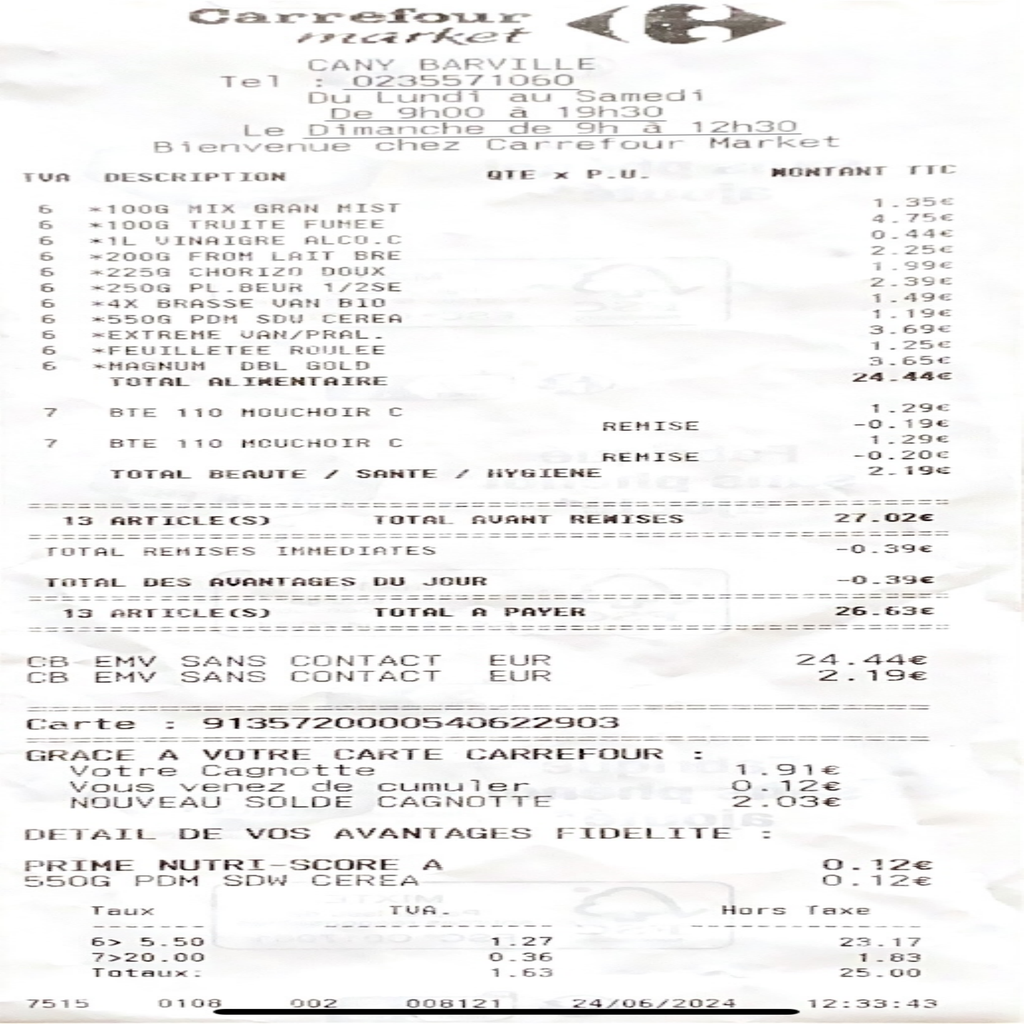 Carrefour
market
CANY BARVILLE
Tel : 0235571060
Du Lundi au Samedi
De 9h00 à 19h30
Le Dimanche de 9h à 12h30
Bienvenue chez Carrefour Market
TVA DESCRIPTION QTE x P.U. MONTANT TTC
6 *100G MIX GRAN MIST 1.35€
6 *100G TRUITE FUMEE 4.75€
6 *1L VINAIGRE ALCO.C 0.44€
6 *200G FROM LAIT BRE 2.25€
6 *225G CHORIZO DOUX 1.99€
6 *250G PL.BEUR 1/2SE 2.39€
6 *4X BRASSE VAN BIO 1.49€
6 *550G PDM SDW CEREA 1.19€
6 *EXTREME VAN/PRAL. 3.69€
6 *FEUILLETEE ROULEE 1.25€
6 *MAGNUM DBL GOLD 3.65€
TOTAL ALIMENTAIRE 24.44€
7 BTE 110 MOUCHOIR C 1.29€
REMISE -0.19€
7 BTE 110 MOUCHOIR C 1.29€
REMISE -0.20€
TOTAL BEAUTE / SANTE / HYGIENE 2.19€
13 ARTICLE(S) TOTAL AVANT REMISES 27.02€
TOTAL REMISES IMMEDIATES -0.39€
TOTAL DES AVANTAGES DU JOUR -0.39€
13 ARTICLE(S) TOTAL A PAYER 26.63€
CB EMV SANS CONTACT EUR 24.44€
CB EMV SANS CONTACT EUR 2.19€
Carte : 9135720000540622903
GRACE A VOTRE CARTE CARREFOUR :
Votre Cagnotte 1.91€
Vous venez de cumuler 0.12€
NOUVEAU SOLDE CAGNOTTE 2.03€
DETAIL DE VOS AVANTAGES FIDELITE :
PRIME NUTRI-SCORE A 0.12€
550G PDM SDW CEREA 0.12€
Taux TVA. Hors Taxe
6> 5.50 1.27 23.17
7>20.00 0.36 1.83
Totaux: 1.63 25.00
7515 0108 002 008121 24/06/2024 12:33:43